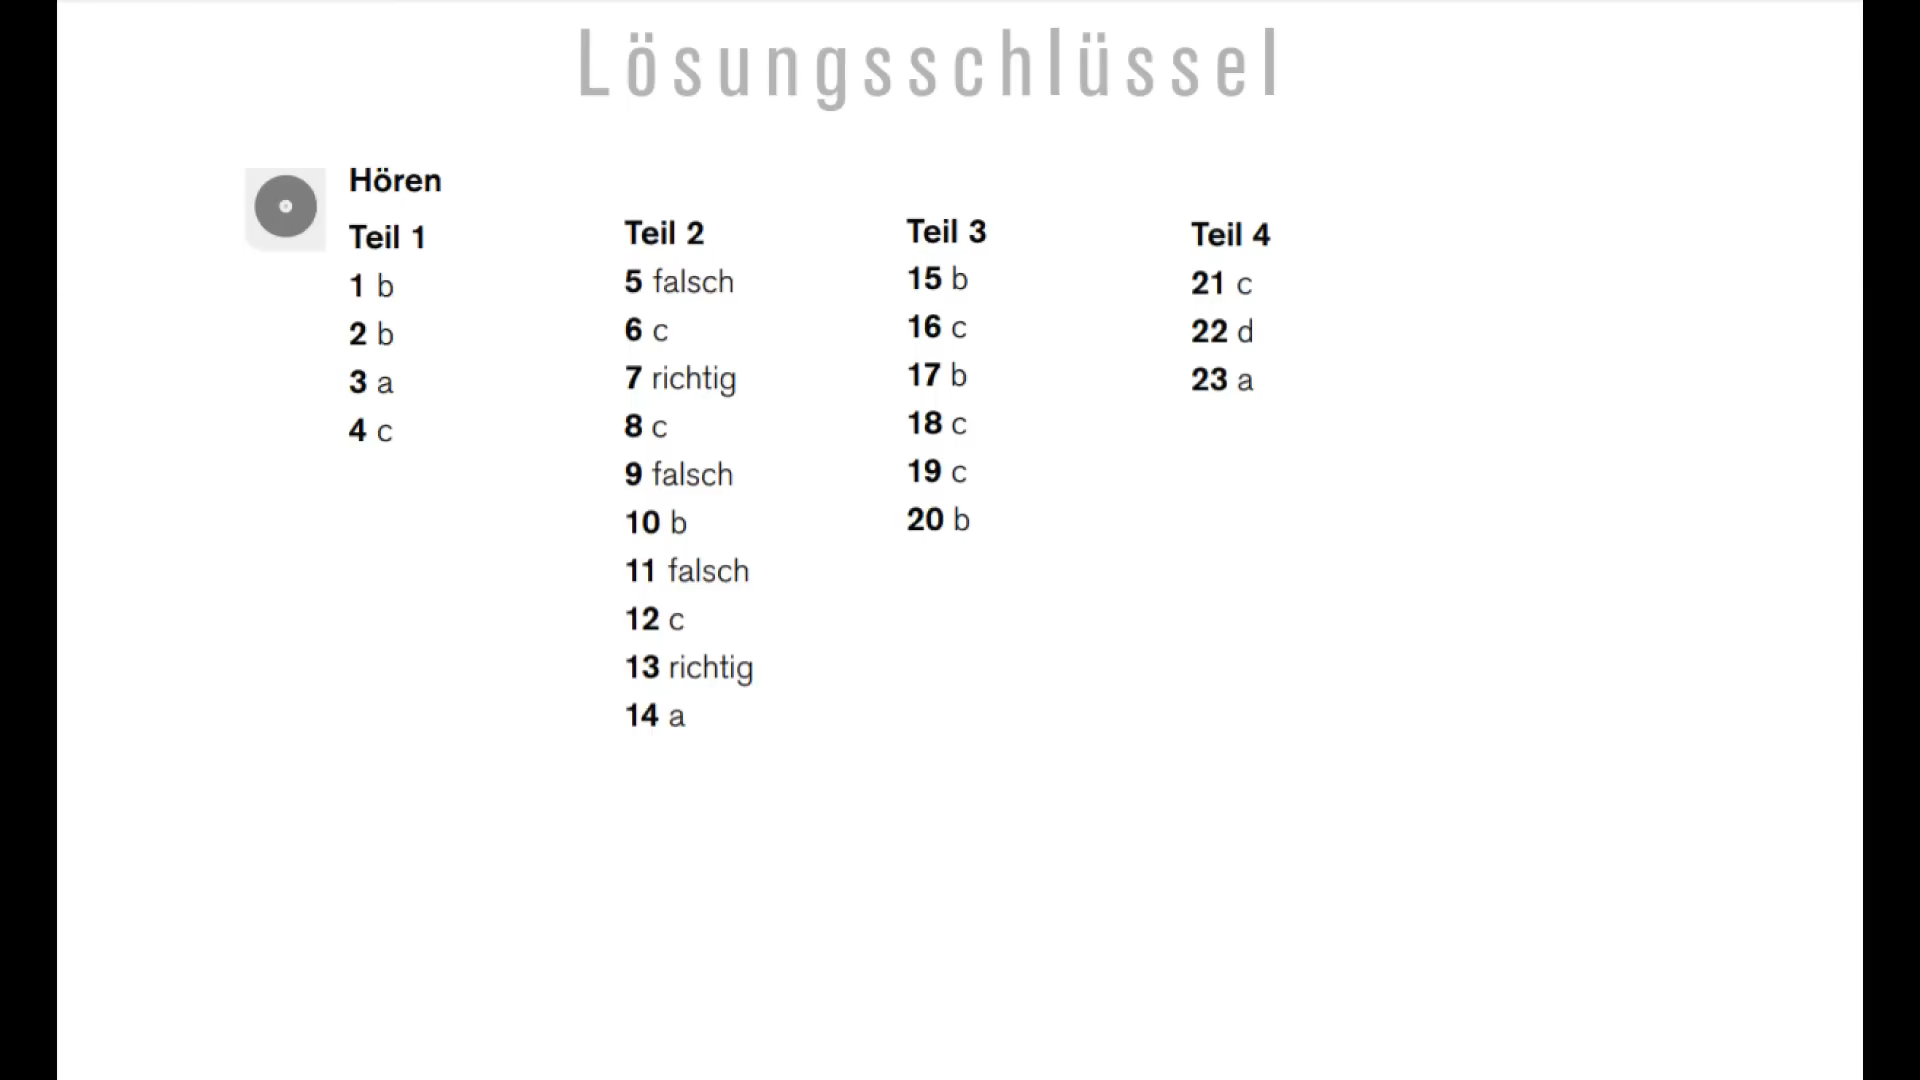 Lösungsschlüssel
Hören
Teil 1
1 b
2 b
3 a
4 c
Teil 2
5 falsch
6 c
7 richtig
8 c
9 falsch
10 b
11 falsch
12 c
13 richtig
14 a
Teil 3
15 b
16 c
17 b
18 c
19 c
20 b
Teil 4
21 c
22 d
23 a